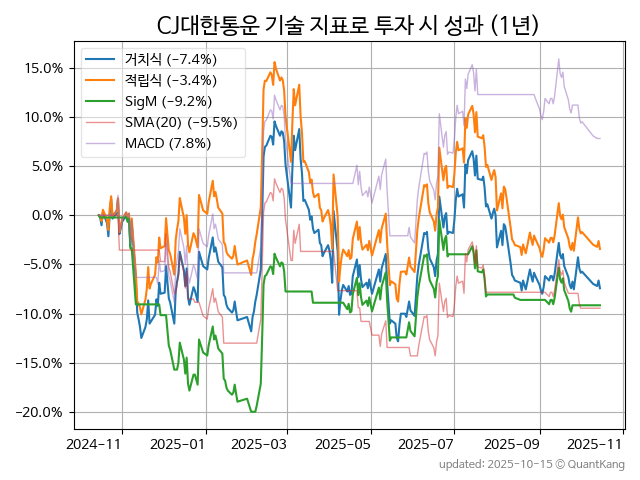 CJ대한통운 기술 지표로 투자 시 성과 (1년)
거치식 (−7.4%)
적립식 (−3.4%)
SigM (−9.2%)
SMA(20) (−9.5%)
MACD (7.8%)
15.0%
10.0%
5.0%
0.0%
−5.0%
−10.0%
−15.0%
−20.0%
2024-11 2025-01 2025-03 2025-05 2025-07 2025-09 2025-11
updated: 2025-10-15 © QuantKang